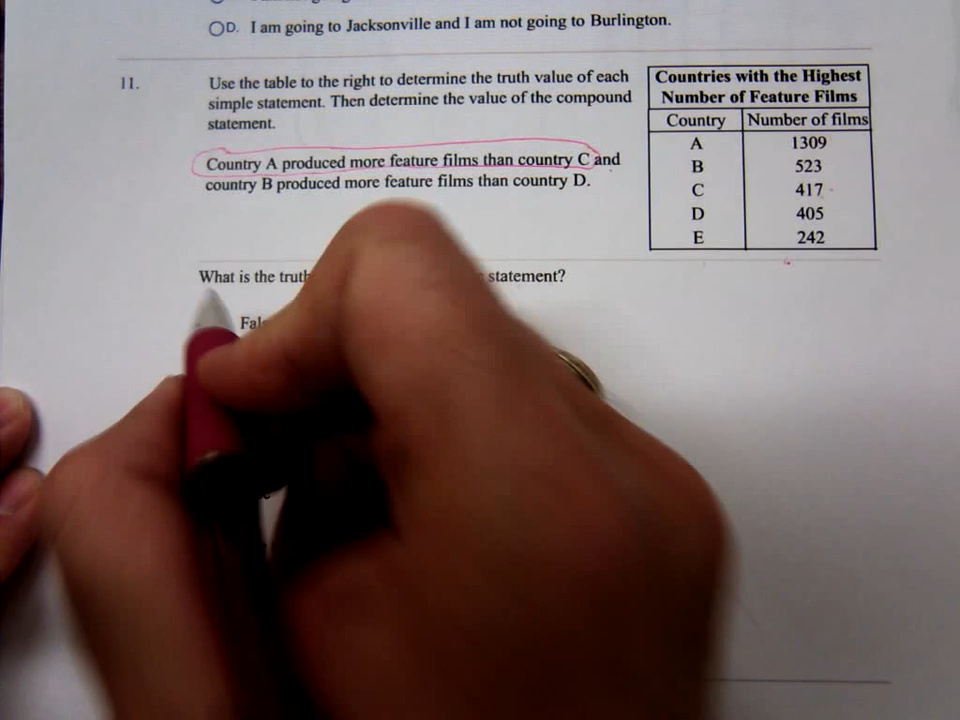 D. I am going to Jacksonville and I am not going to Burlington.
11.
Use the table to the right to determine the truth value of each
simple statement. Then determine the value of the compound
statement.
Country A produced more feature films than country C and
country B produced more feature films than country D.
Countries with the Highest
Number of Feature Films
Country Number of films
A 1309
B 523
C 417
D 405
E 242
What is the statement?